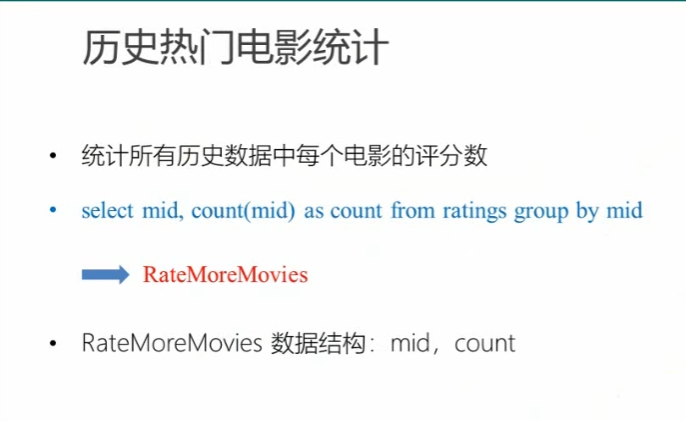 历史热门电影统计
• 统计所有历史数据中每个电影的评分数
• select mid, count(mid) as count from ratings group by mid
RateMoreMovies
• RateMoreMovies 数据结构：mid，count